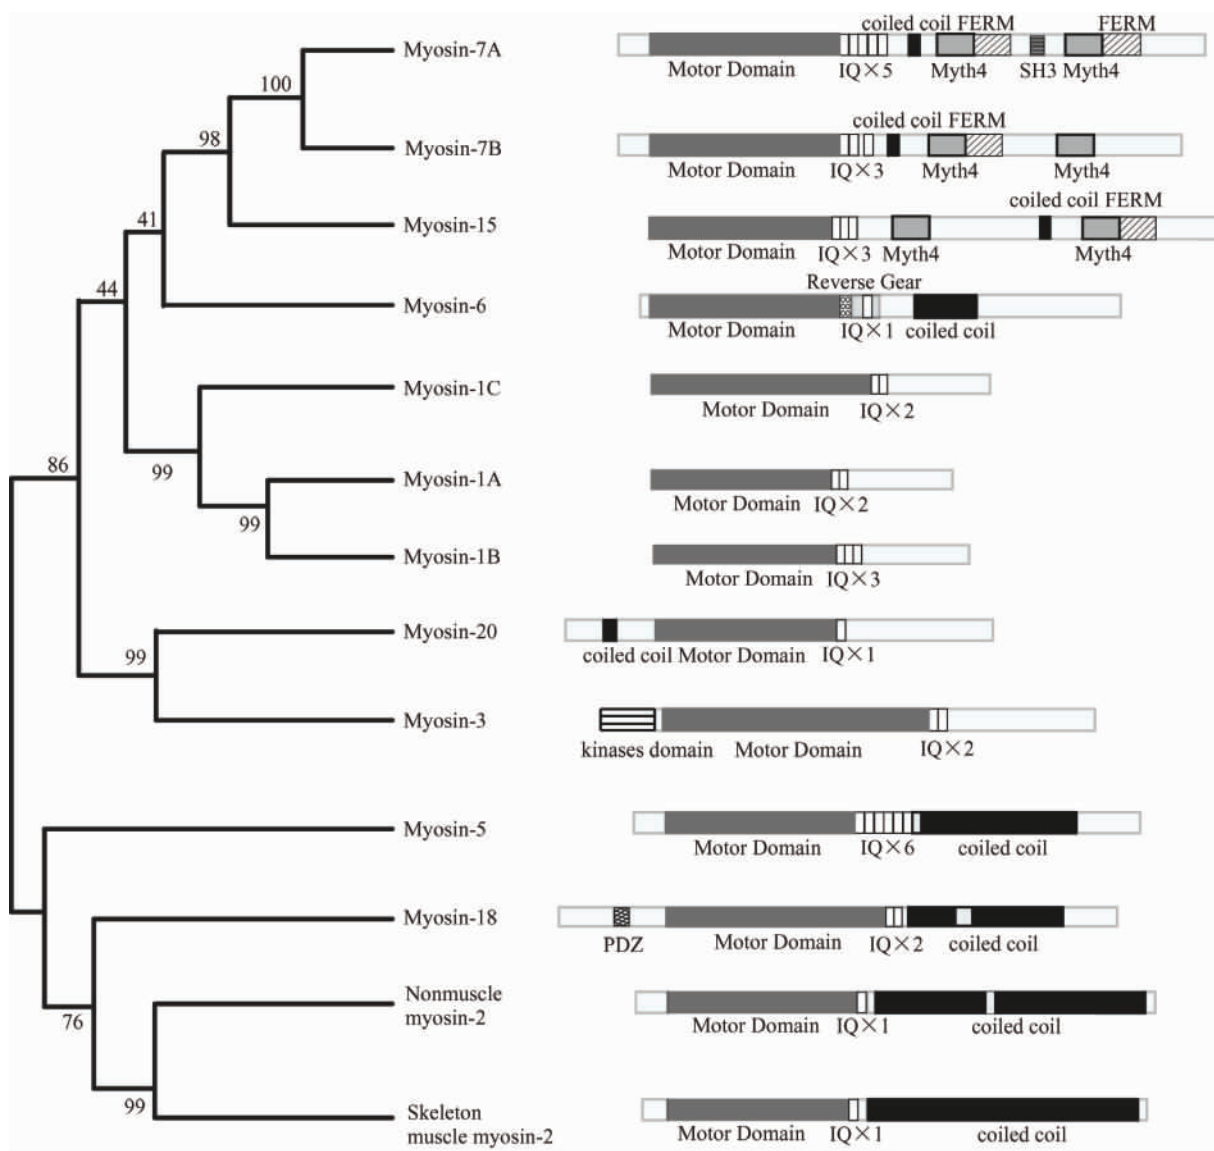 coiled coil FERM FERM
Myosin-7A
Motor Domain IQ×5 Myth4 SH3 Myth4
100
98
coiled coil FERM
Myosin-7B
Motor Domain IQ×3 Myth4 Myth4
coiled coil FERM
41
Myosin-15
Motor Domain IQ×3 Myth4 Myth4
Reverse Gear
44
Myosin-6
Motor Domain IQ×1 coiled coil
Myosin-1C
Motor Domain IQ×2
86
99
Myosin-1A
Motor Domain IQ×2
99
Myosin-1B
Motor Domain IQ×3
Myosin-20
99
coiled coil Motor Domain IQ×1
Myosin-3
kinases domain Motor Domain IQ×2
Myosin-5
Motor Domain IQ×6 coiled coil
Myosin-18
PDZ Motor Domain IQ×2 coiled coil
Nonmuscle
myosin-2
76
Motor Domain IQ×1 coiled coil
99
Skeleton
muscle myosin-2
Motor Domain IQ×1 coiled coil